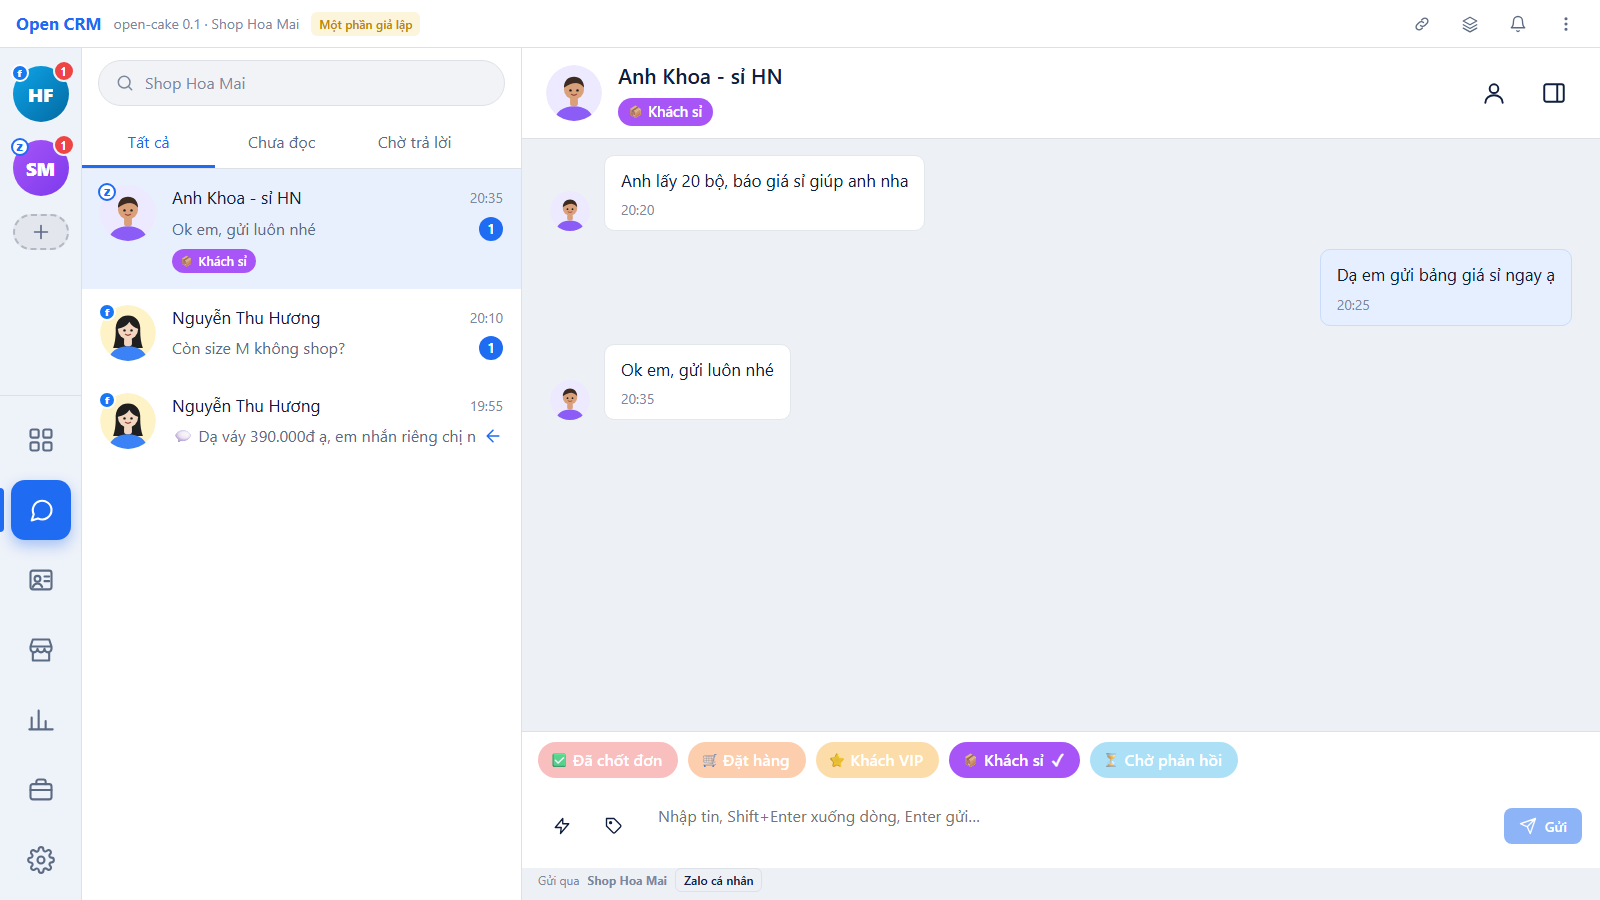 Open CRM
open-cake 0.1 · Shop Hoa Mai
Một phần giả lập
f
1
HF
z
1
SM
Shop Hoa Mai
Tất cả
Chưa đọc
Chờ trả lời
z
Anh Khoa - sỉ HN
20:35
Ok em, gửi luôn nhé
1
📦 Khách sỉ
f
Nguyễn Thu Hương
20:10
Còn size M không shop?
1
f
Nguyễn Thu Hương
19:55
💬 Dạ váy 390.000đ ạ, em nhắn riêng chị n
Anh Khoa - sỉ HN
📦 Khách sỉ
Anh lấy 20 bộ, báo giá sỉ giúp anh nha
20:20
Dạ em gửi bảng giá sỉ ngay ạ
20:25
Ok em, gửi luôn nhé
20:35
✅ Đã chốt đơn
🛒 Đặt hàng
⭐ Khách VIP
📦 Khách sỉ ✓
⏳ Chờ phản hồi
Nhập tin, Shift+Enter xuống dòng, Enter gửi...
Gửi
Gửi qua Shop Hoa Mai Zalo cá nhân